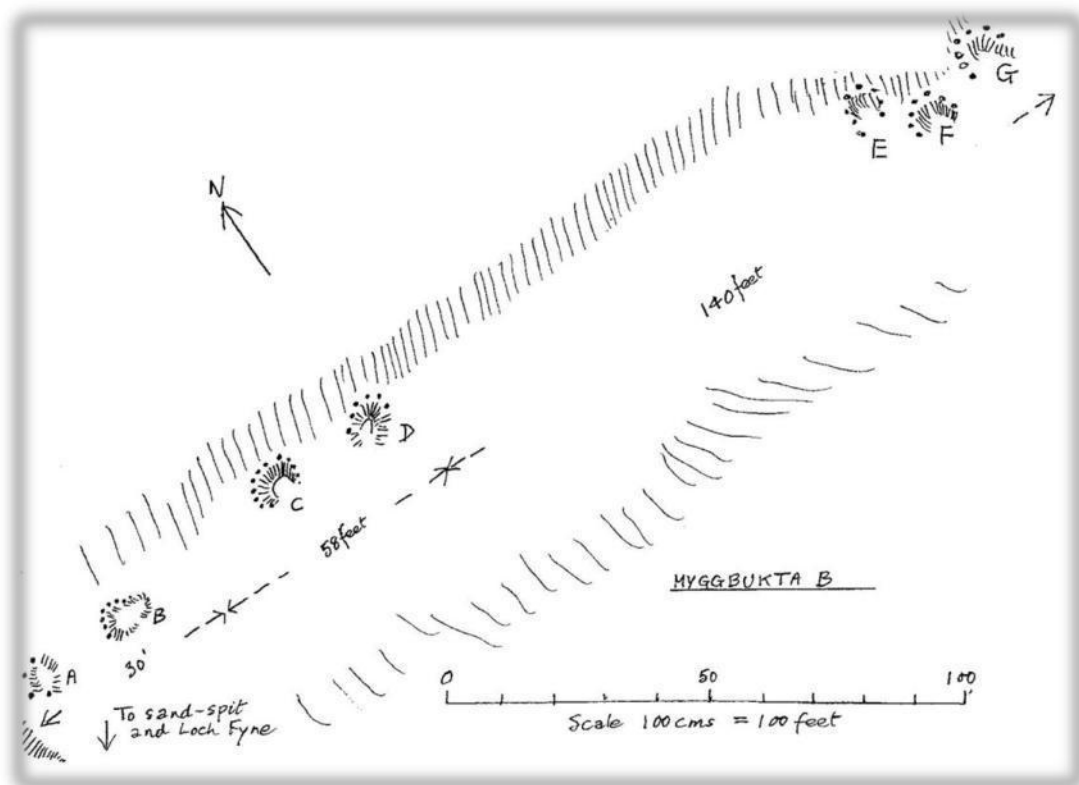 G
E
F
N
140 feet
D
C
58 feet
MYGGBUKTA B
B
30'
A
0 50 100'
To sand-spit
and Loch Fyne
Scale 100 cms = 100 feet